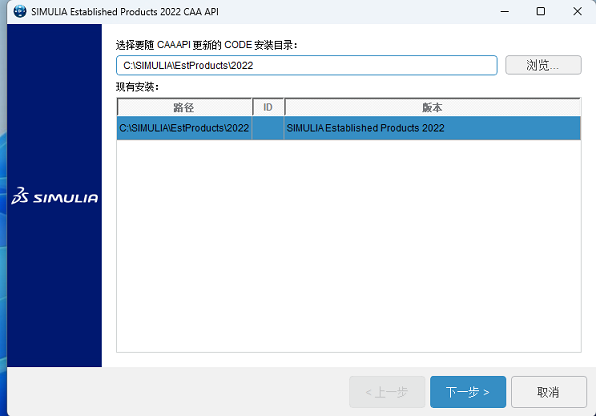 SIMULIA Established Products 2022 CAA API
选择要随 CAAAPI 更新的 CODE 安装目录：
C:\SIMULIA\EstProducts\2022
浏览...
现有安装：
路径 ID 版本
C:\SIMULIA\EstProducts\2022 SIMULIA Established Products 2022
SIMULIA
< 上一步 下一步 > 取消